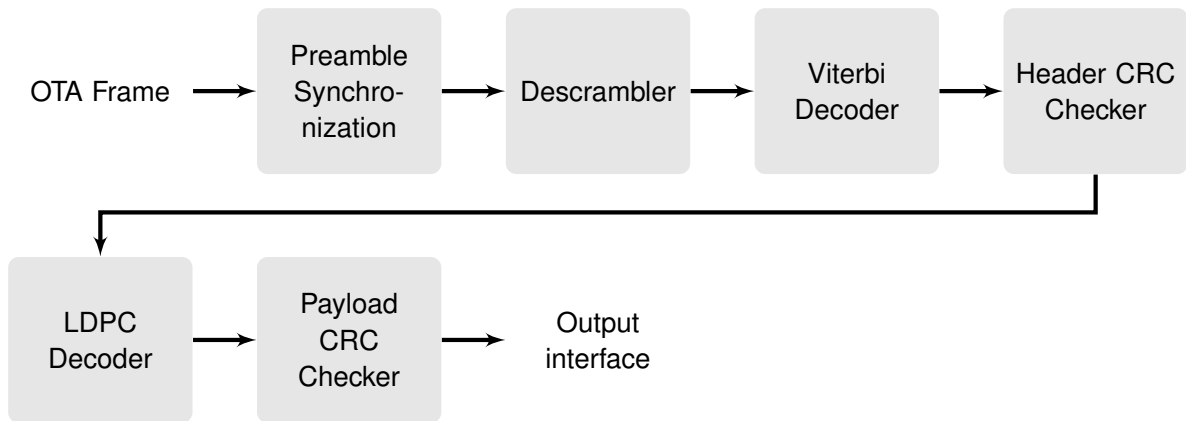 OTA Frame
Preamble
Synchro-
nization
Descrambler
Viterbi
Decoder
Header CRC
Checker
LDPC
Decoder
Payload
CRC
Checker
Output
interface